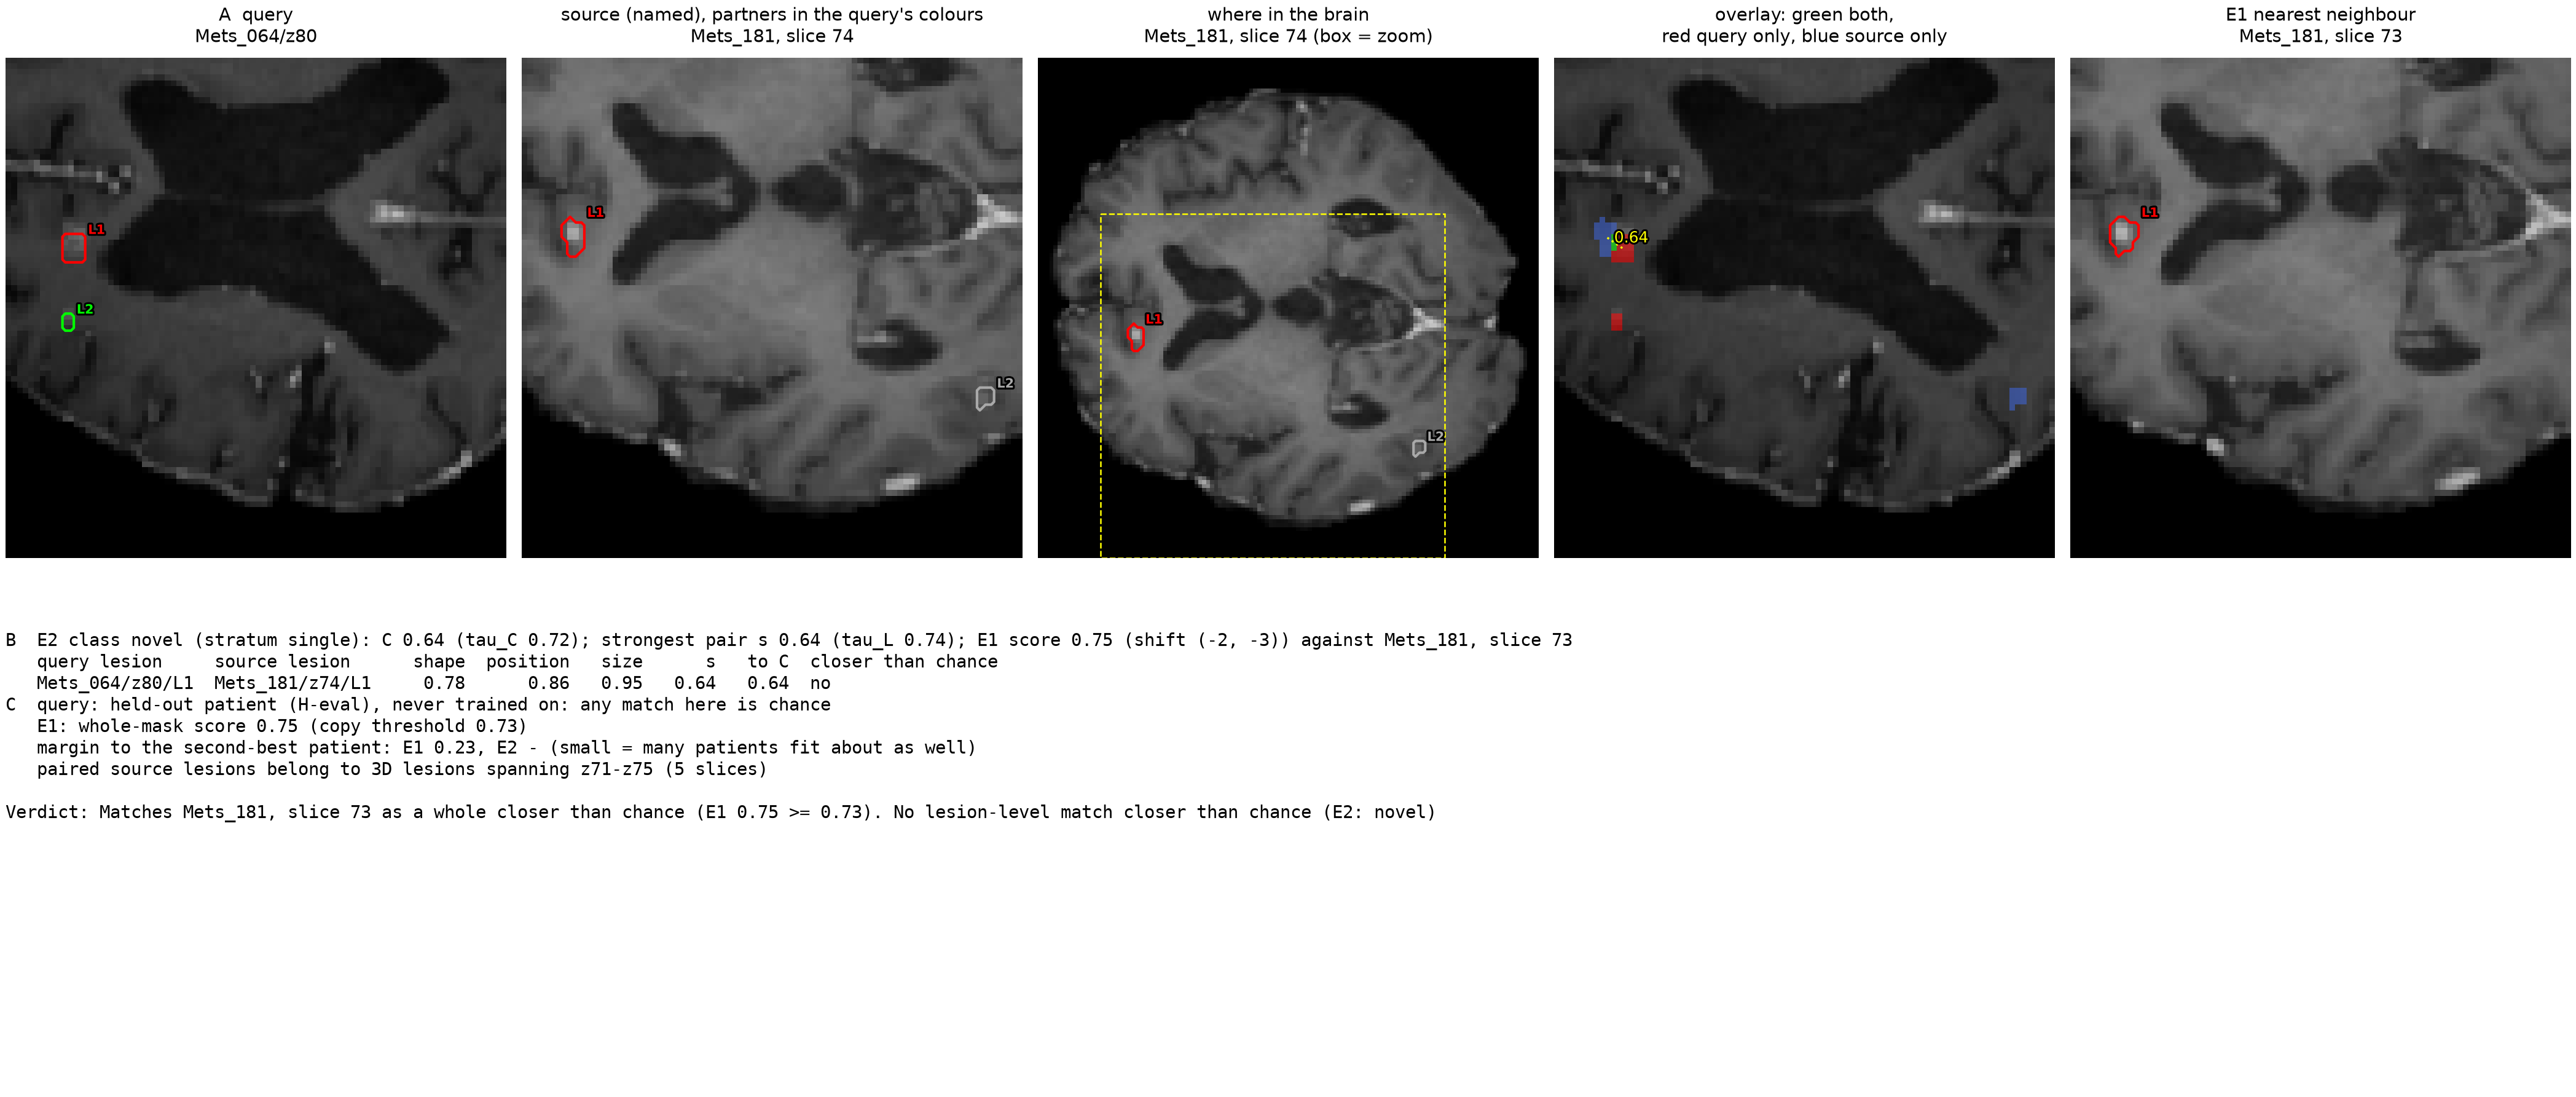 A  query
Mets_064/z80
source (named), partners in the query's colours
Mets_181, slice 74
where in the brain
Mets_181, slice 74 (box = zoom)
overlay: green both,
red query only, blue source only
E1 nearest neighbour
Mets_181, slice 73
L1
L2
L1
L2
L1
L2
0.64
L1
B  E2 class novel (stratum single): C 0.64 (tau_C 0.72); strongest pair s 0.64 (tau_L 0.74); E1 score 0.75 (shift (-2, -3)) against Mets_181, slice 73
query lesion     source lesion      shape  position   size      s   to C  closer than chance
Mets_064/z80/L1  Mets_181/z74/L1     0.78      0.86   0.95   0.64   0.64  no
C  query: held-out patient (H-eval), never trained on: any match here is chance
E1: whole-mask score 0.75 (copy threshold 0.73)
margin to the second-best patient: E1 0.23, E2 - (small = many patients fit about as well)
paired source lesions belong to 3D lesions spanning z71-z75 (5 slices)
Verdict: Matches Mets_181, slice 73 as a whole closer than chance (E1 0.75 >= 0.73). No lesion-level match closer than chance (E2: novel)